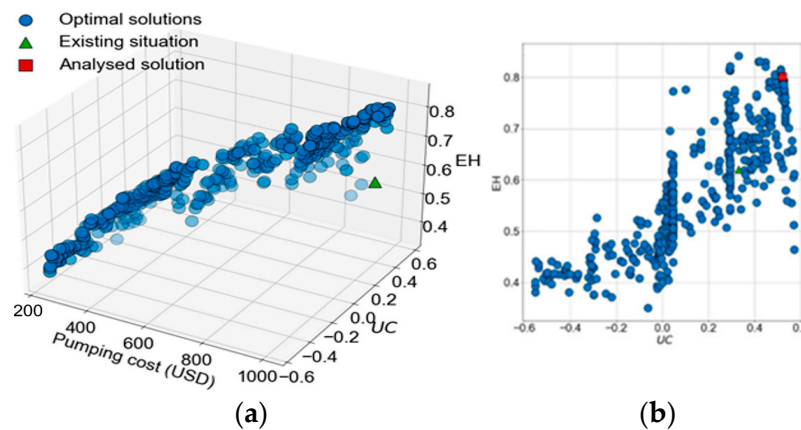 Optimal solutions
Existing situation
Analysed solution
0.8
0.7
0.6
0.5
0.4
EH
200
400
600
800
1000
Pumping cost (USD)
−0.6
−0.4
−0.2
0.0
0.2
0.4
0.6
UC
(a)
(b)
0.8
0.7
0.6
0.5
0.4
EH
−0.6
−0.4
−0.2
0.0
0.2
0.4
0.6
UC